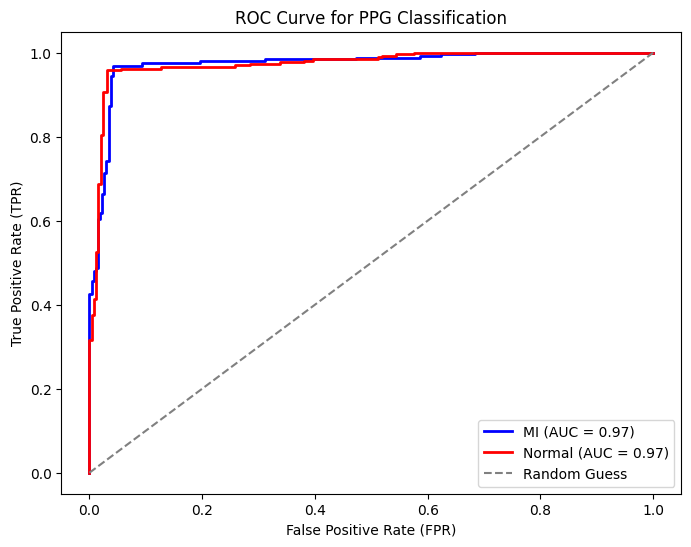 ROC Curve for PPG Classification
True Positive Rate (TPR)
1.0
0.8
0.6
0.4
0.2
0.0
MI (AUC = 0.97)
Normal (AUC = 0.97)
Random Guess
0.0 0.2 0.4 0.6 0.8 1.0
False Positive Rate (FPR)